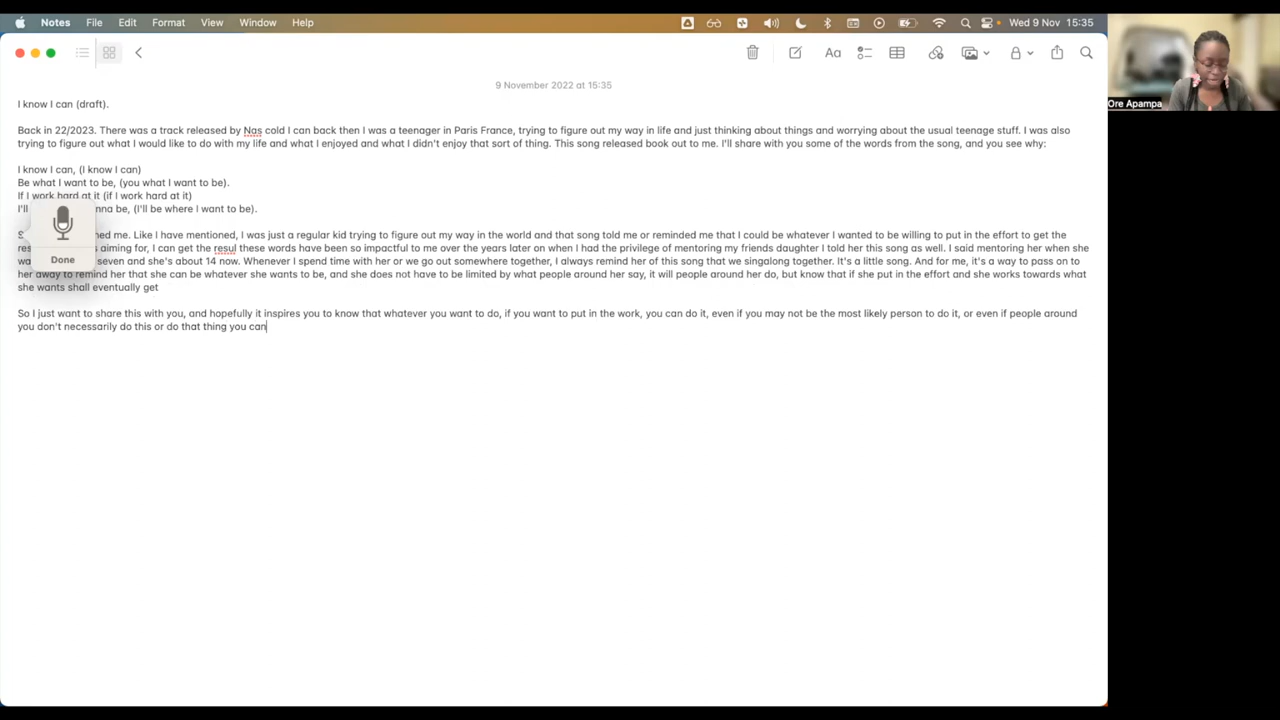 Notes File Edit Format View Window Help Wed 9 Nov 15:35
Aa
Ore Apampa
9 November 2022 at 15:35
I know I can (draft).
Back in 22/2023. There was a track released by Nas cold I can back then I was a teenager in Paris France, trying to figure out my way in life and just thinking about things and worrying about the usual teenage stuff. I was also
trying to figure out what I would like to do with my life and what I enjoyed and what I didn't enjoy that sort of thing. This song released book out to me. I'll share with you some of the words from the song, and you see why:
I know I can, (I know I can)
Be what I want to be, (you what I want to be).
If I work hard at it (if I work hard at it)
I'll nna be, (I'll be where I want to be).
S ned me. Like I have mentioned, I was just a regular kid trying to figure out my way in the world and that song told me or reminded me that I could be whatever I wanted to be willing to put in the effort to get the
res s aiming for, I can get the resul these words have been so impactful to me over the years later on when I had the privilege of mentoring my friends daughter I told her this song as well. I said mentoring her when she
wa seven and she's about 14 now. Whenever I spend time with her or we go out somewhere together, I always remind her of this song that we singalong together. It's a little song. And for me, it's a way to pass on to
her away to remind her that she can be whatever she wants to be, and she does not have to be limited by what people around her say, it will people around her do, but know that if she put in the effort and she works towards what
she wants shall eventually get
Done
So I just want to share this with you, and hopefully it inspires you to know that whatever you want to do, if you want to put in the work, you can do it, even if you may not be the most likely person to do it, or even if people around
you don't necessarily do this or do that thing you can